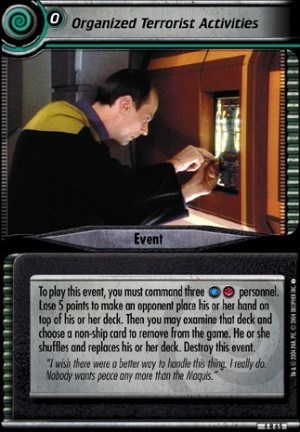 0 Organized Terrorist Activities
Event
To play this event, you must command three personnel.
Lose 5 points to make an opponent place his or her hand on
top of his or her deck. Then you may examine that deck and
choose a non-ship card to remove from the game. He or she
shuffles and replaces his or her deck. Destroy this event.
"I wish there were a better way to handle this thing, I really do.
Nobody wants peace any more than the Maquis."
6 R 65